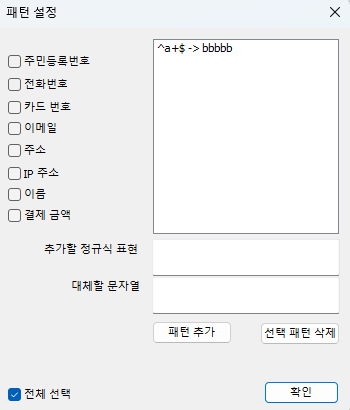 패턴 설정
주민등록번호
전화번호
카드 번호
이메일
주소
IP 주소
이름
결제 금액
^a+$ -> bbbbb
추가할 정규식 표현
대체할 문자열
패턴 추가
선택 패턴 삭제
전체 선택
확인